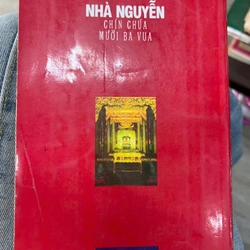 NHÀ NGUYỄN
CHÍN CHÚA
MƯỜI BA VUA